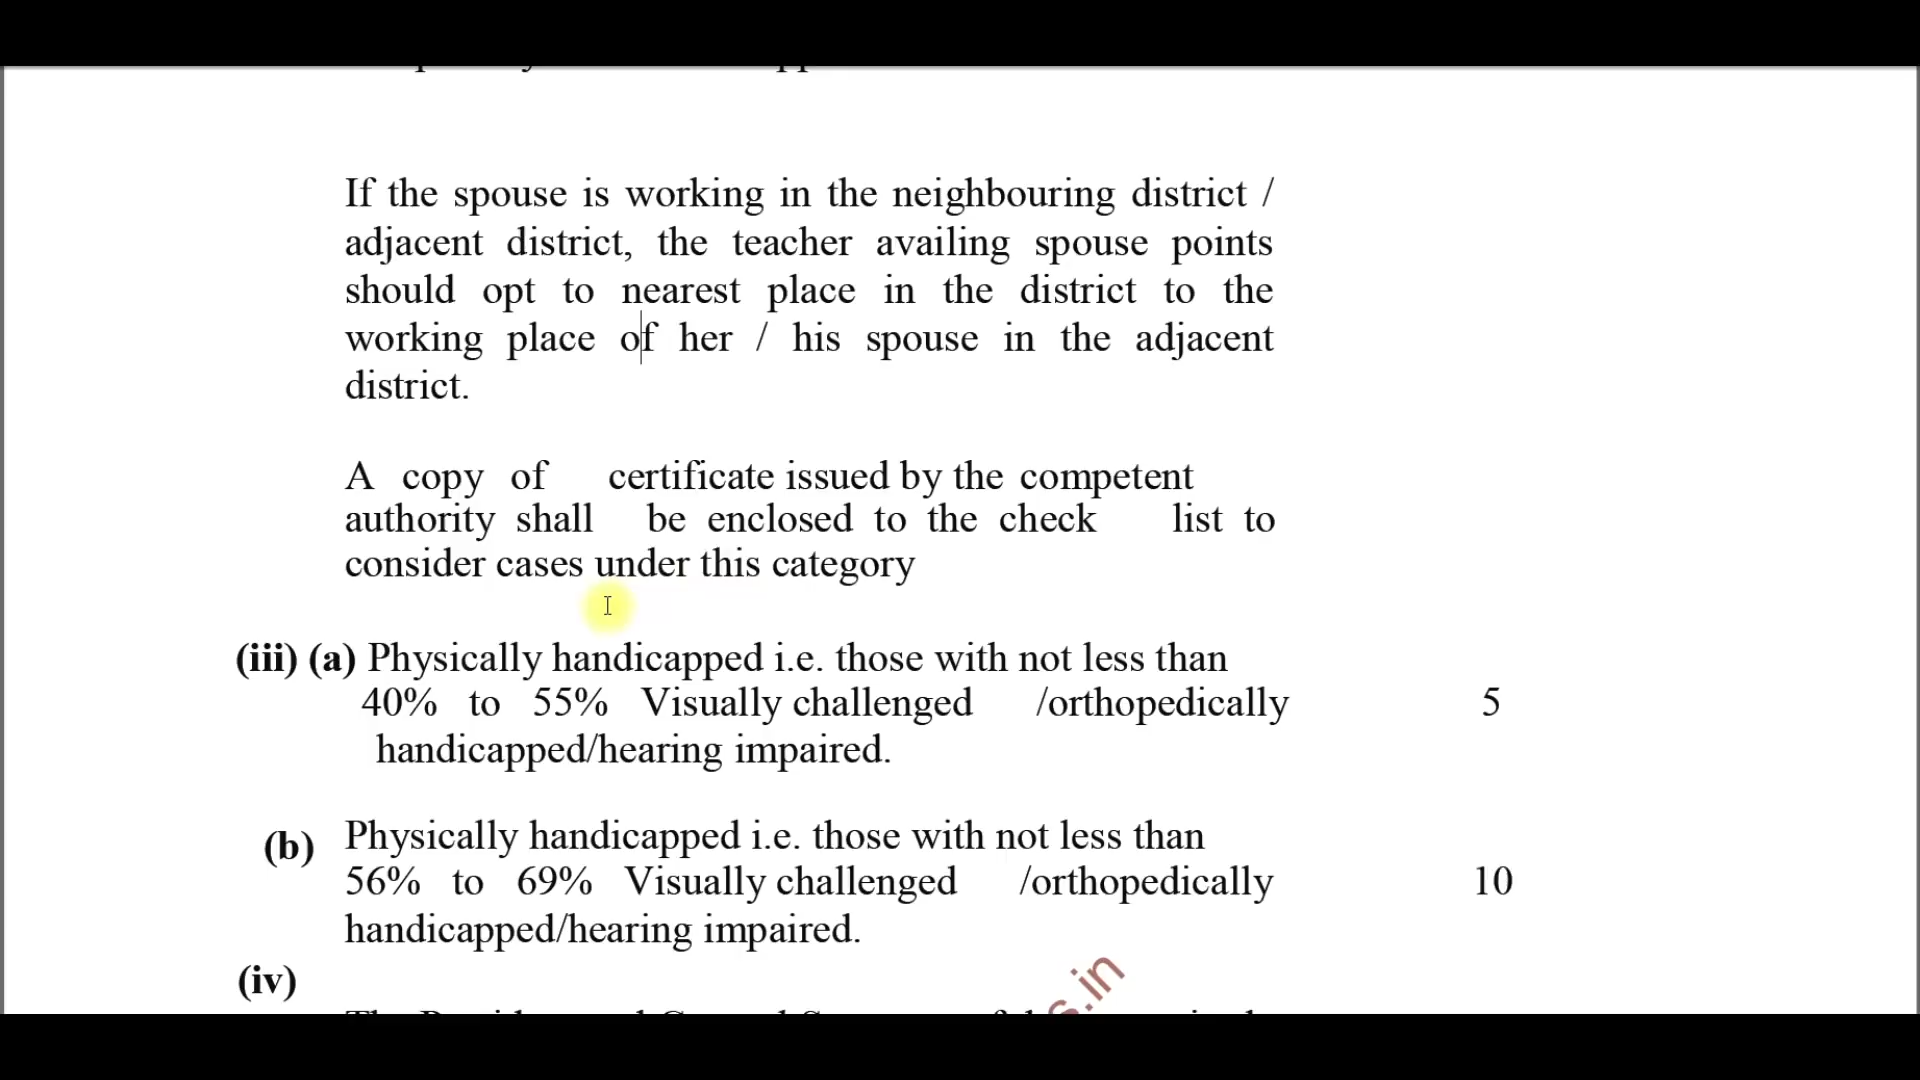 If the spouse is working in the neighbouring district /
adjacent district, the teacher availing spouse points
should opt to nearest place in the district to the
working place of her / his spouse in the adjacent
district.
A copy of certificate issued by the competent
authority shall be enclosed to the check list to
consider cases under this category
(iii) (a) Physically handicapped i.e. those with not less than
40% to 55% Visually challenged /orthopedically 5
handicapped/hearing impaired.
(b) Physically handicapped i.e. those with not less than
56% to 69% Visually challenged /orthopedically 10
handicapped/hearing impaired.
(iv)
s.in